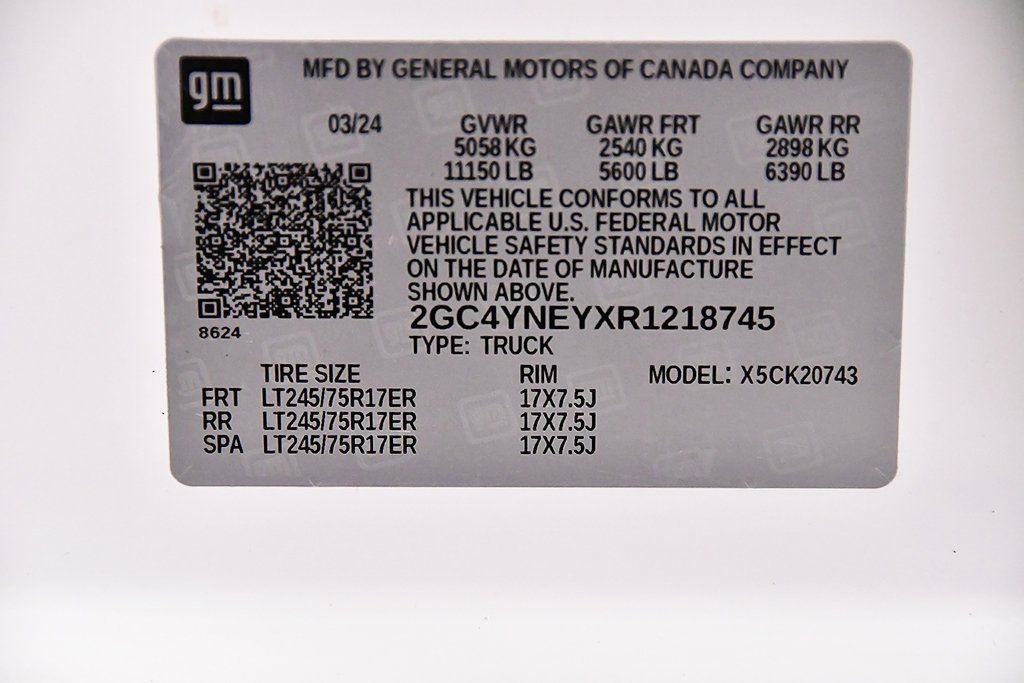 gm
MFD BY GENERAL MOTORS OF CANADA COMPANY
03/24 GVWR GAWR FRT GAWR RR
5058 KG 2540 KG 2898 KG
11150 LB 5600 LB 6390 LB
THIS VEHICLE CONFORMS TO ALL
APPLICABLE U.S. FEDERAL MOTOR
VEHICLE SAFETY STANDARDS IN EFFECT
ON THE DATE OF MANUFACTURE
SHOWN ABOVE.
8624
2GC4YNEYXR1218745
TYPE: TRUCK
TIRE SIZE RIM MODEL: X5CK20743
FRT LT245/75R17ER 17X7.5J
RR LT245/75R17ER 17X7.5J
SPA LT245/75R17ER 17X7.5J